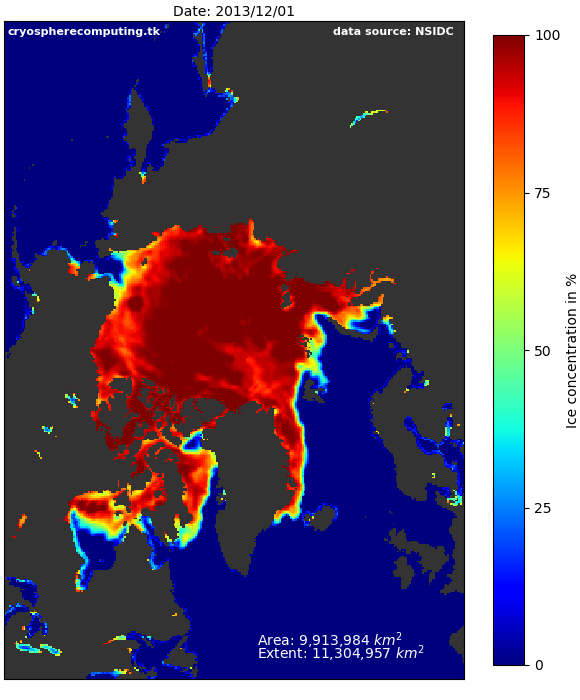 Date: 2013/12/01
cryospherecomputing.tk
data source: NSIDC
100
75
50
25
0
Ice concentration in %
Area: 9,913,984 km²
Extent: 11,304,957 km²